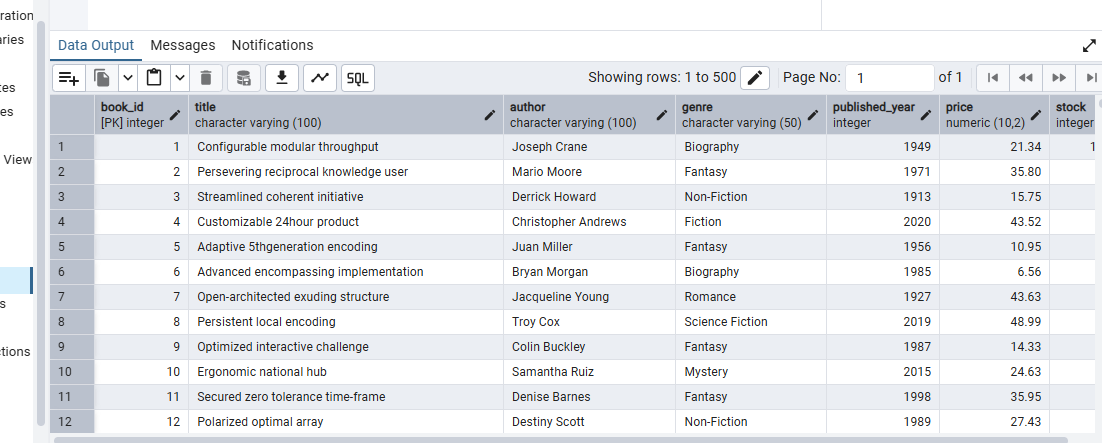 ration
ries
Data Output Messages Notifications
tes
SQL Showing rows: 1 to 500 Page No: 1 of 1
es
book_id title author genre published_year price stock
[PK] integer character varying (100) character varying (100) character varying (50) integer numeric (10,2) integer
1 1 Configurable modular throughput Joseph Crane Biography 1949 21.34 1
View
2 2 Persevering reciprocal knowledge user Mario Moore Fantasy 1971 35.80
3 3 Streamlined coherent initiative Derrick Howard Non-Fiction 1913 15.75
4 4 Customizable 24hour product Christopher Andrews Fiction 2020 43.52
5 5 Adaptive 5thgeneration encoding Juan Miller Fantasy 1956 10.95
6 6 Advanced encompassing implementation Bryan Morgan Biography 1985 6.56
7 7 Open-architected exuding structure Jacqueline Young Romance 1927 43.63
s
8 8 Persistent local encoding Troy Cox Science Fiction 2019 48.99
9 9 Optimized interactive challenge Colin Buckley Fantasy 1987 14.33
ctions
10 10 Ergonomic national hub Samantha Ruiz Mystery 2015 24.63
11 11 Secured zero tolerance time-frame Denise Barnes Fantasy 1998 35.95
12 12 Polarized optimal array Destiny Scott Non-Fiction 1989 27.43